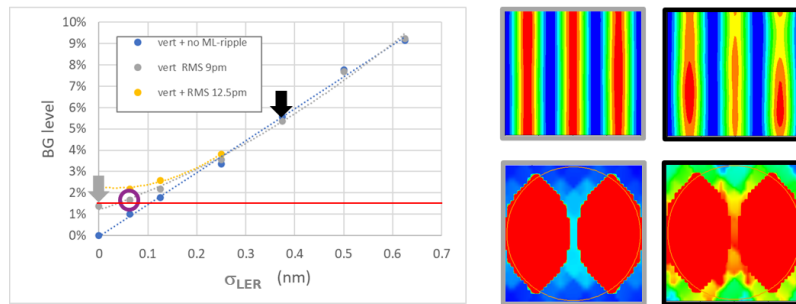 10%
9%
8%
7%
6%
5%
4%
3%
2%
1%
0%
BG level
vert + no ML-ripple
vert RMS 9pm
vert + RMS 12.5pm
0 0.1 0.2 0.3 0.4 0.5 0.6 0.7
σLER (nm)